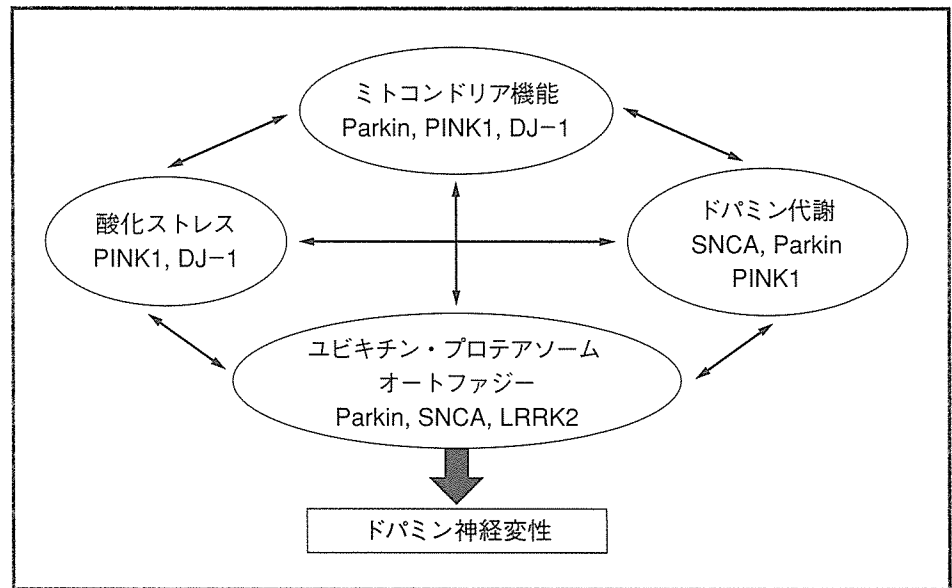 ミトコンドリア機能
Parkin, PINK1, DJ−1
酸化ストレス
PINK1, DJ−1
ドパミン代謝
SNCA, Parkin
PINK1
ユビキチン・プロテアソーム
オートファジー
Parkin, SNCA, LRRK2
ドパミン神経変性